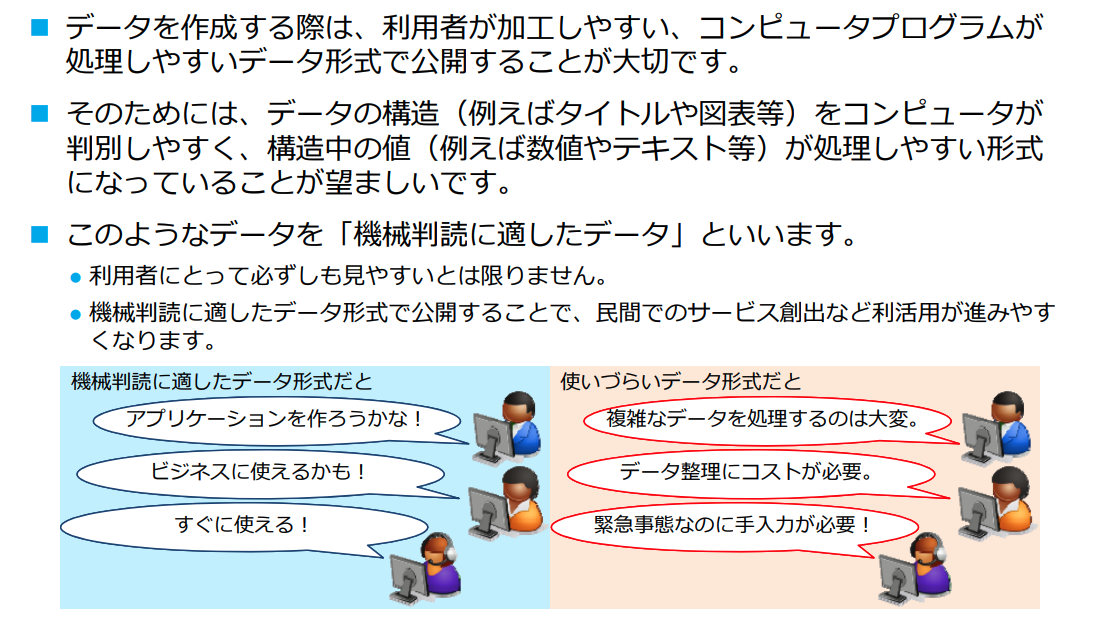 データを作成する際は、利用者が加工しやすい、コンピュータプログラムが
処理しやすいデータ形式で公開することが大切です。
そのためには、データの構造（例えばタイトルや図表等）をコンピュータが
判別しやすく、構造中の値（例えば数値やテキスト等）が処理しやすい形式
になっていることが望ましいです。
このようなデータを「機械判読に適したデータ」といいます。
利用者にとって必ずしも見やすいとは限りません。
機械判読に適したデータ形式で公開することで、民間でのサービス創出など利活用が進みやす
くなります。
機械判読に適したデータ形式だと
アプリケーションを作ろうかな！
ビジネスに使えるかも！
すぐに使える！
使いづらいデータ形式だと
複雑なデータを処理するのは大変。
データ整理にコストが必要。
緊急事態なのに手入力が必要！